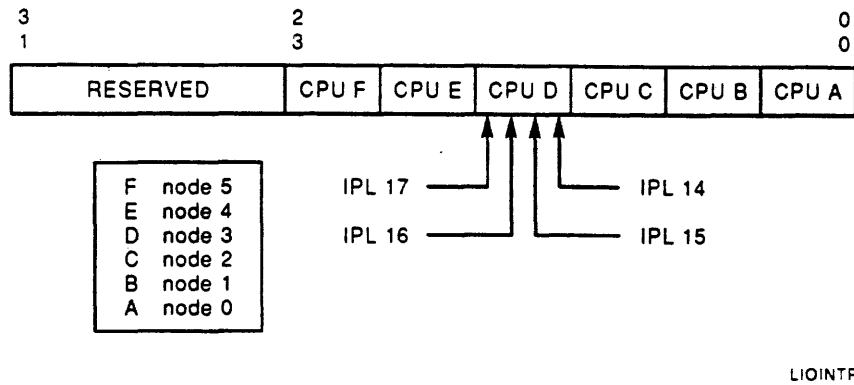 3 2 0
1 3 0
RESERVED CPU F CPU E CPU D CPU C CPU B CPU A
F node 5
E node 4
D node 3
C node 2
B node 1
A node 0
IPL 17 IPL 14
IPL 16 IPL 15